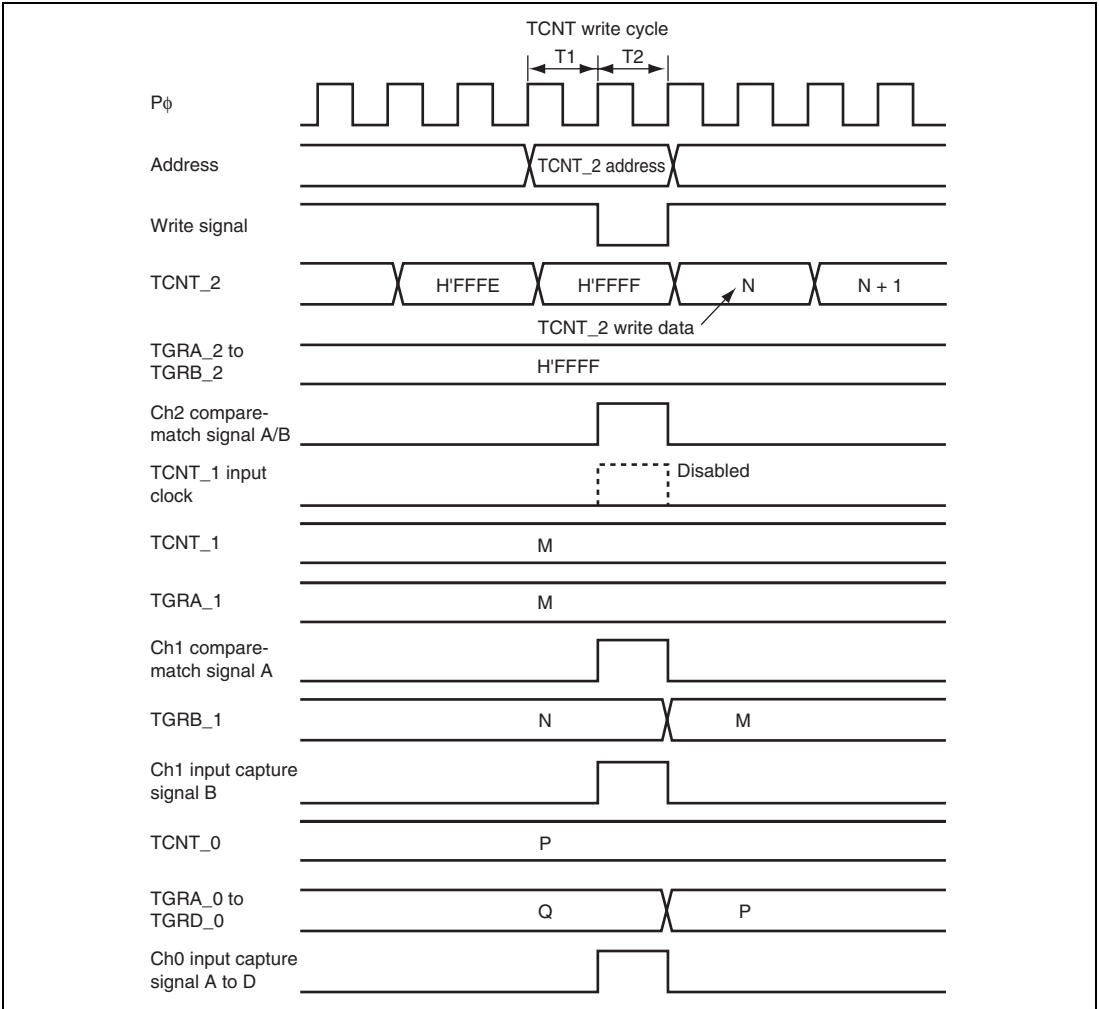 TCNT write cycle
T1 T2
Pϕ
Address
TCNT_2 address
Write signal
TCNT_2
H'FFFE H'FFFF N N + 1
TCNT_2 write data
TGRA_2 to
TGRB_2
H'FFFF
Ch2 compare-
match signal A/B
TCNT_1 input
clock
Disabled
TCNT_1
M
TGRA_1
M
Ch1 compare-
match signal A
TGRB_1
N M
Ch1 input capture
signal B
TCNT_0
P
TGRA_0 to
TGRD_0
Q P
Ch0 input capture
signal A to D